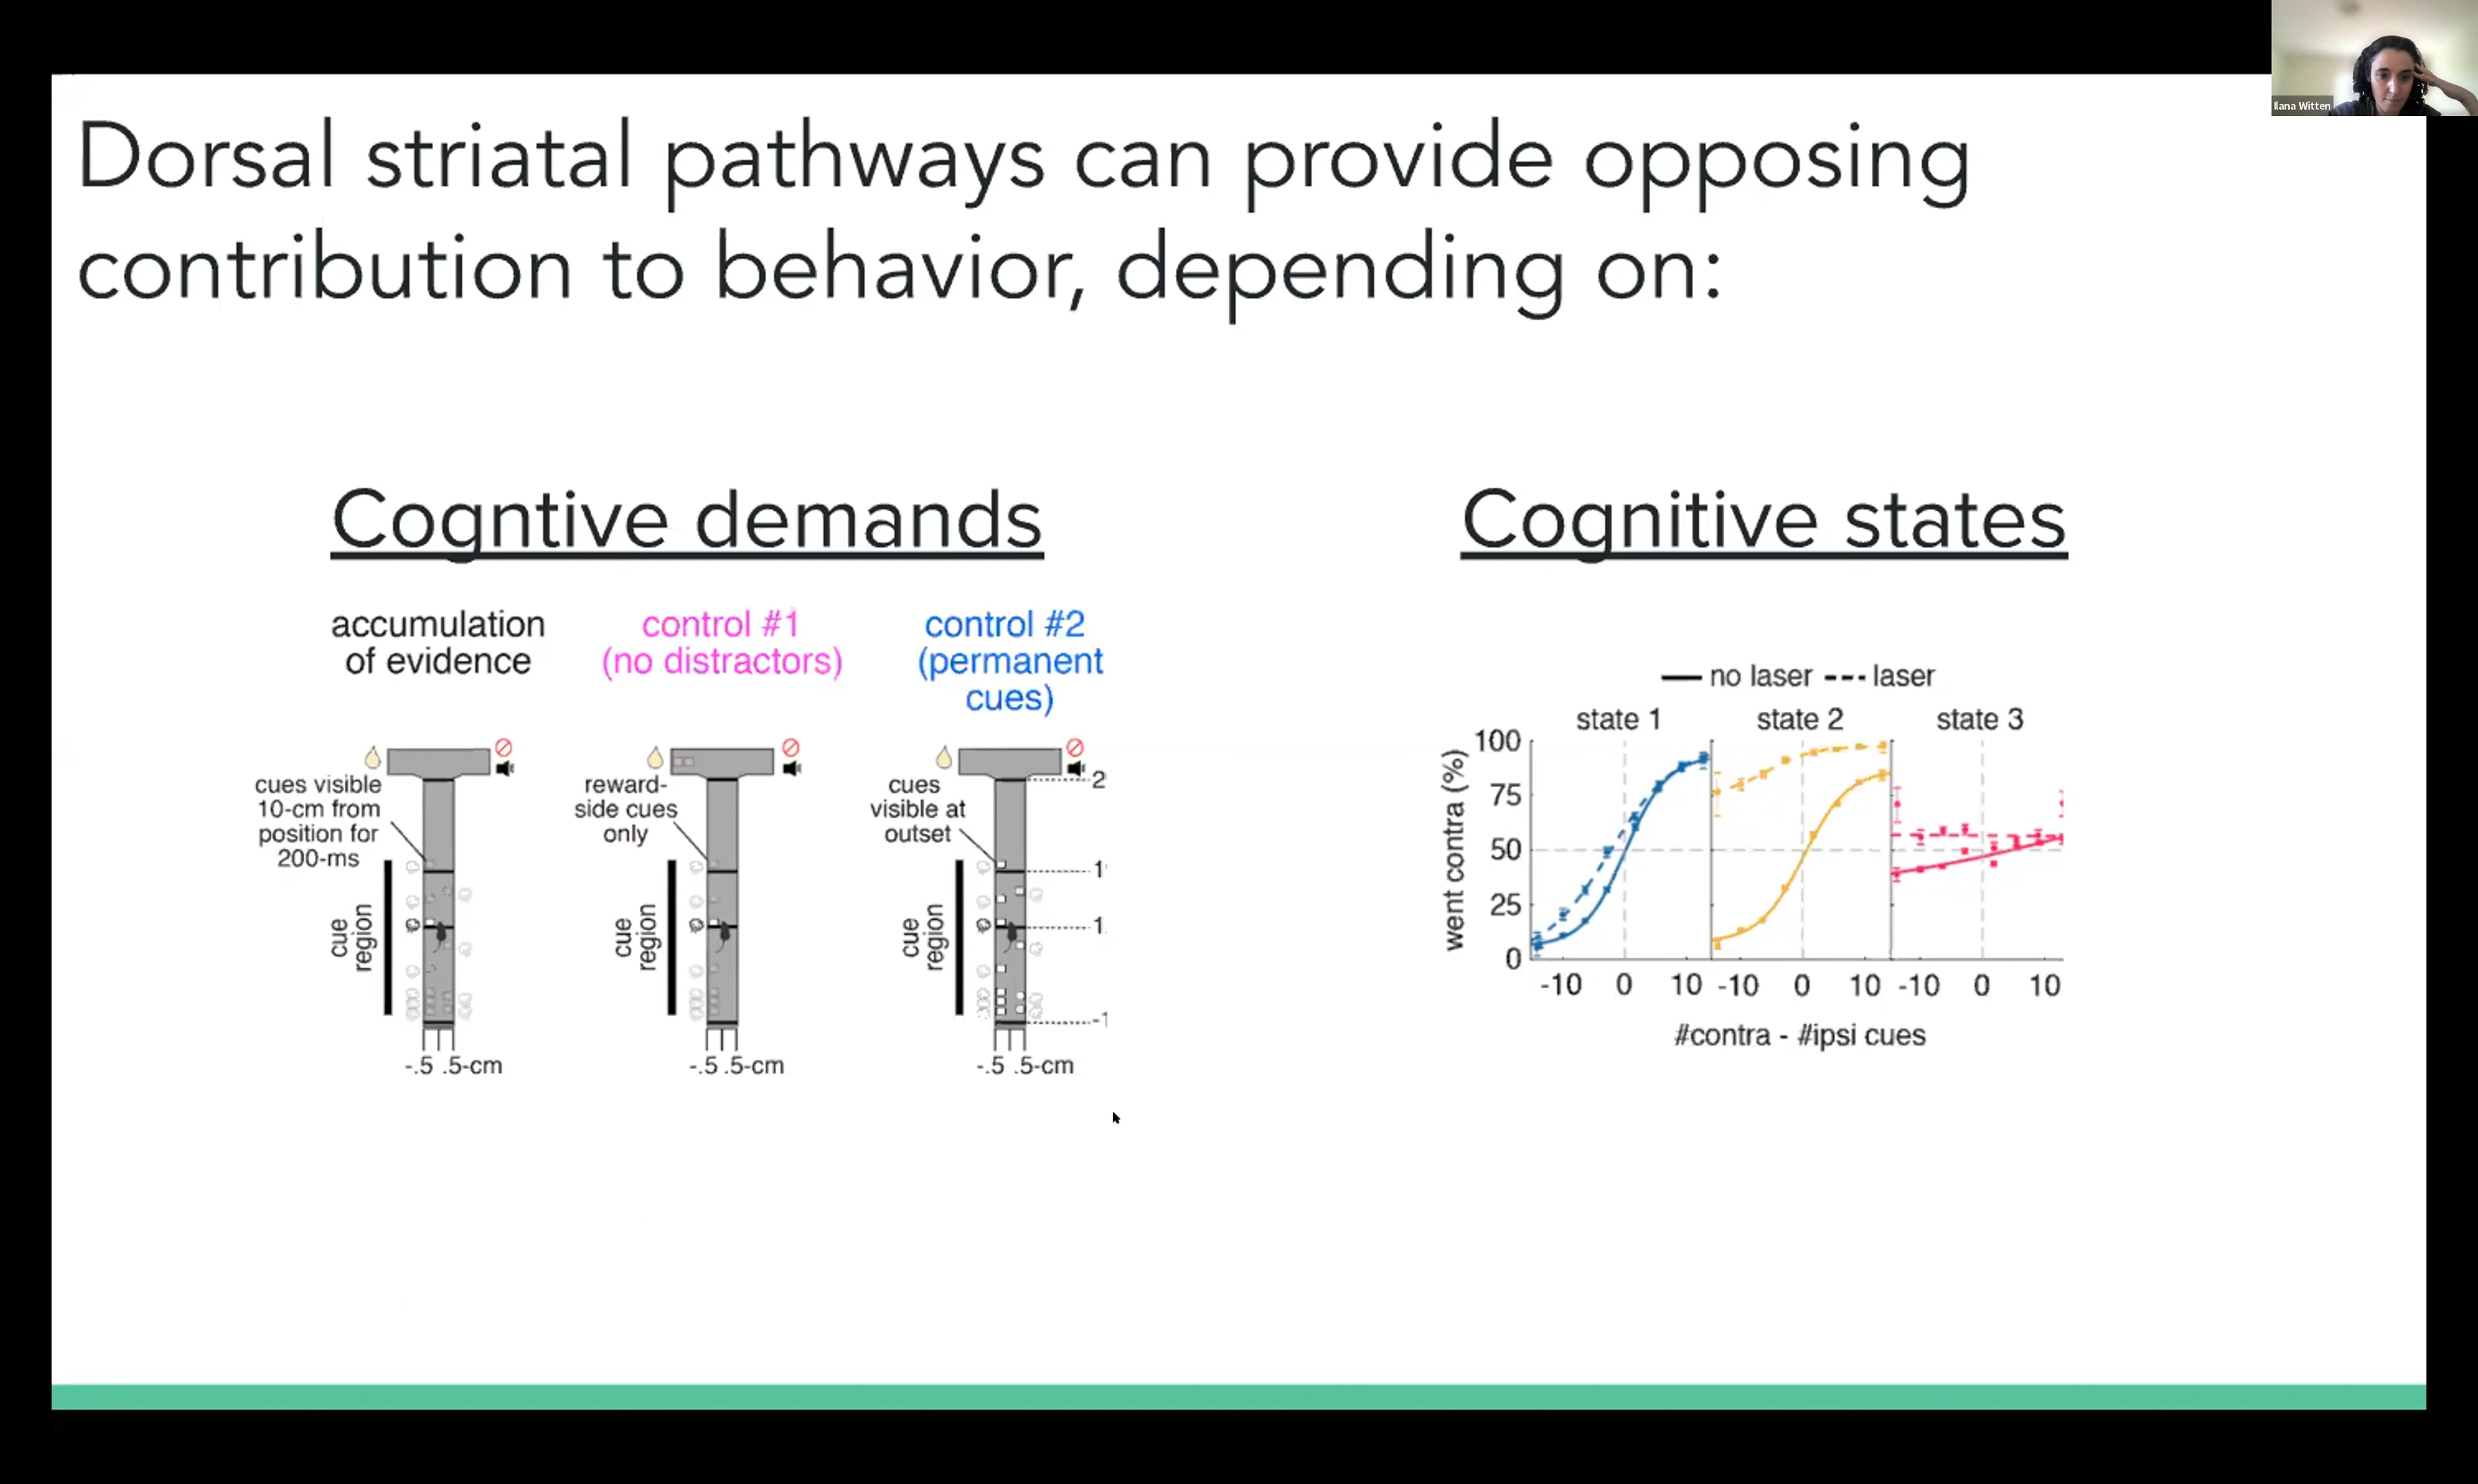 Ilana Witten
Dorsal striatal pathways can provide opposing
contribution to behavior, depending on:
Cogntive demands
accumulation
of evidence
control #1
(no distractors)
control #2
(permanent
cues)
cues visible
10-cm from
position for
200-ms
cue
region
-.5 .5-cm
reward-
side cues
only
cue
region
-.5 .5-cm
cues
visible at
outset
cue
region
2
1
1.
-1
-.5 .5-cm
Cognitive states
no laser laser
state 1 state 2 state 3
went contra (%)
100
75
50
25
0
-10 0 10 -10 0 10 -10 0 10
#contra - #ipsi cues